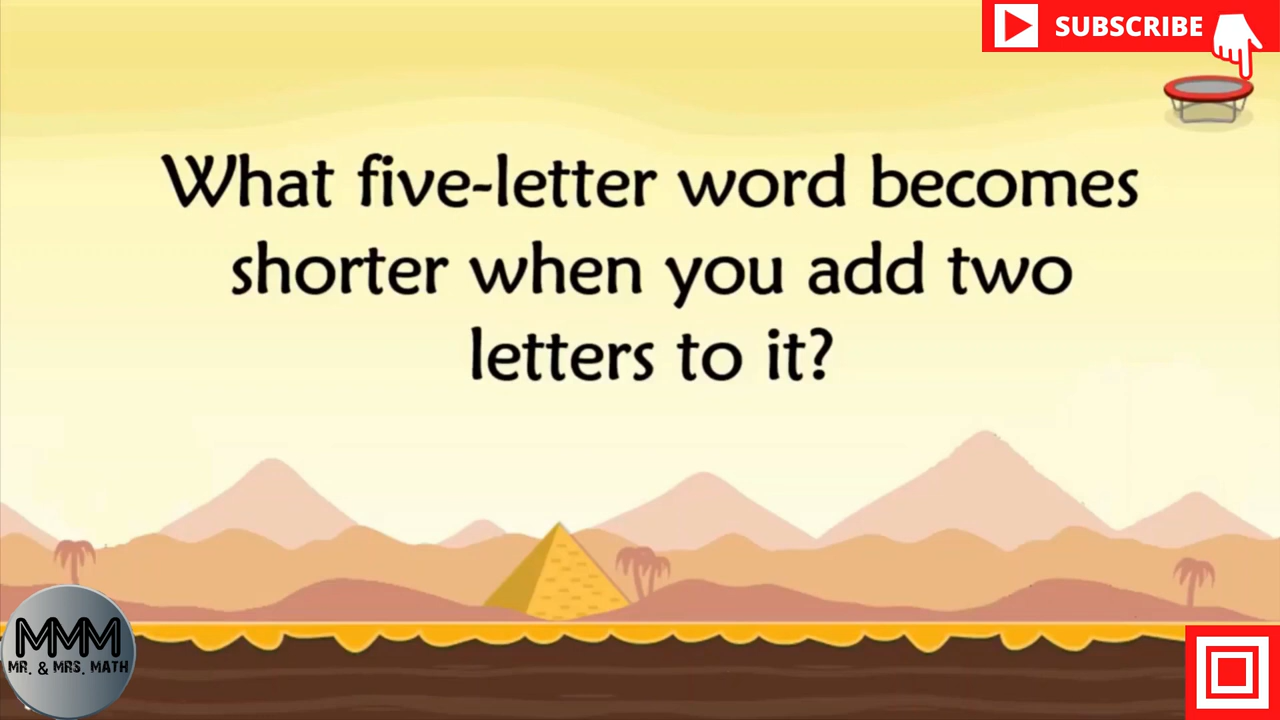 SUBSCRIBE
What five-letter word becomes
shorter when you add two
letters to it?
MMM
MR. & MRS. MATH